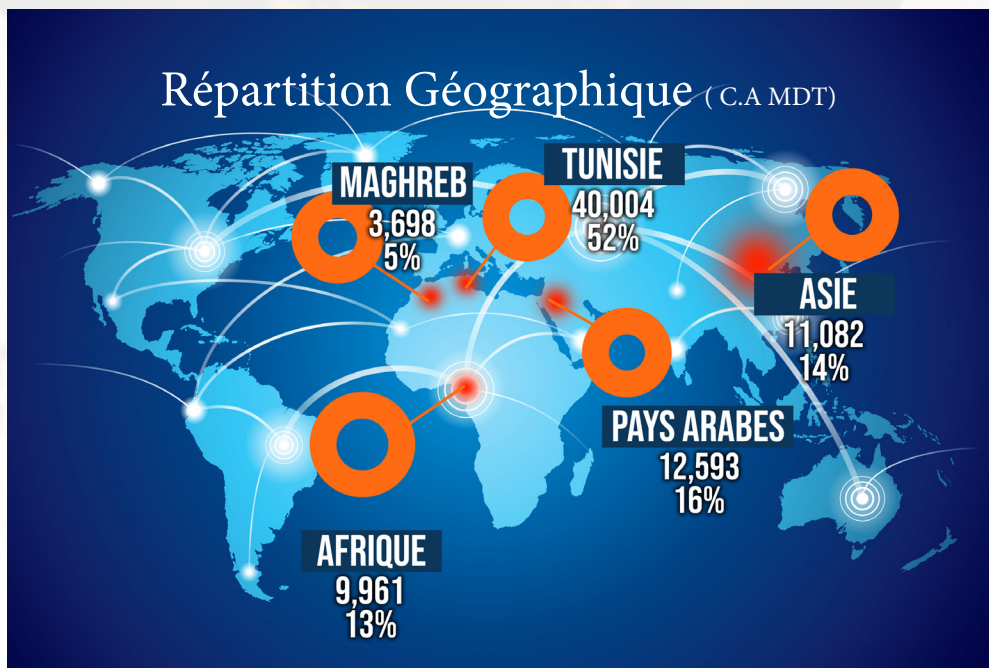 Répartition Géographique ( C.A MDT)
MAGHREB
3,698
5%
TUNISIE
40,004
52%
ASIE
11,082
14%
PAYS ARABES
12,593
16%
AFRIQUE
9,961
13%